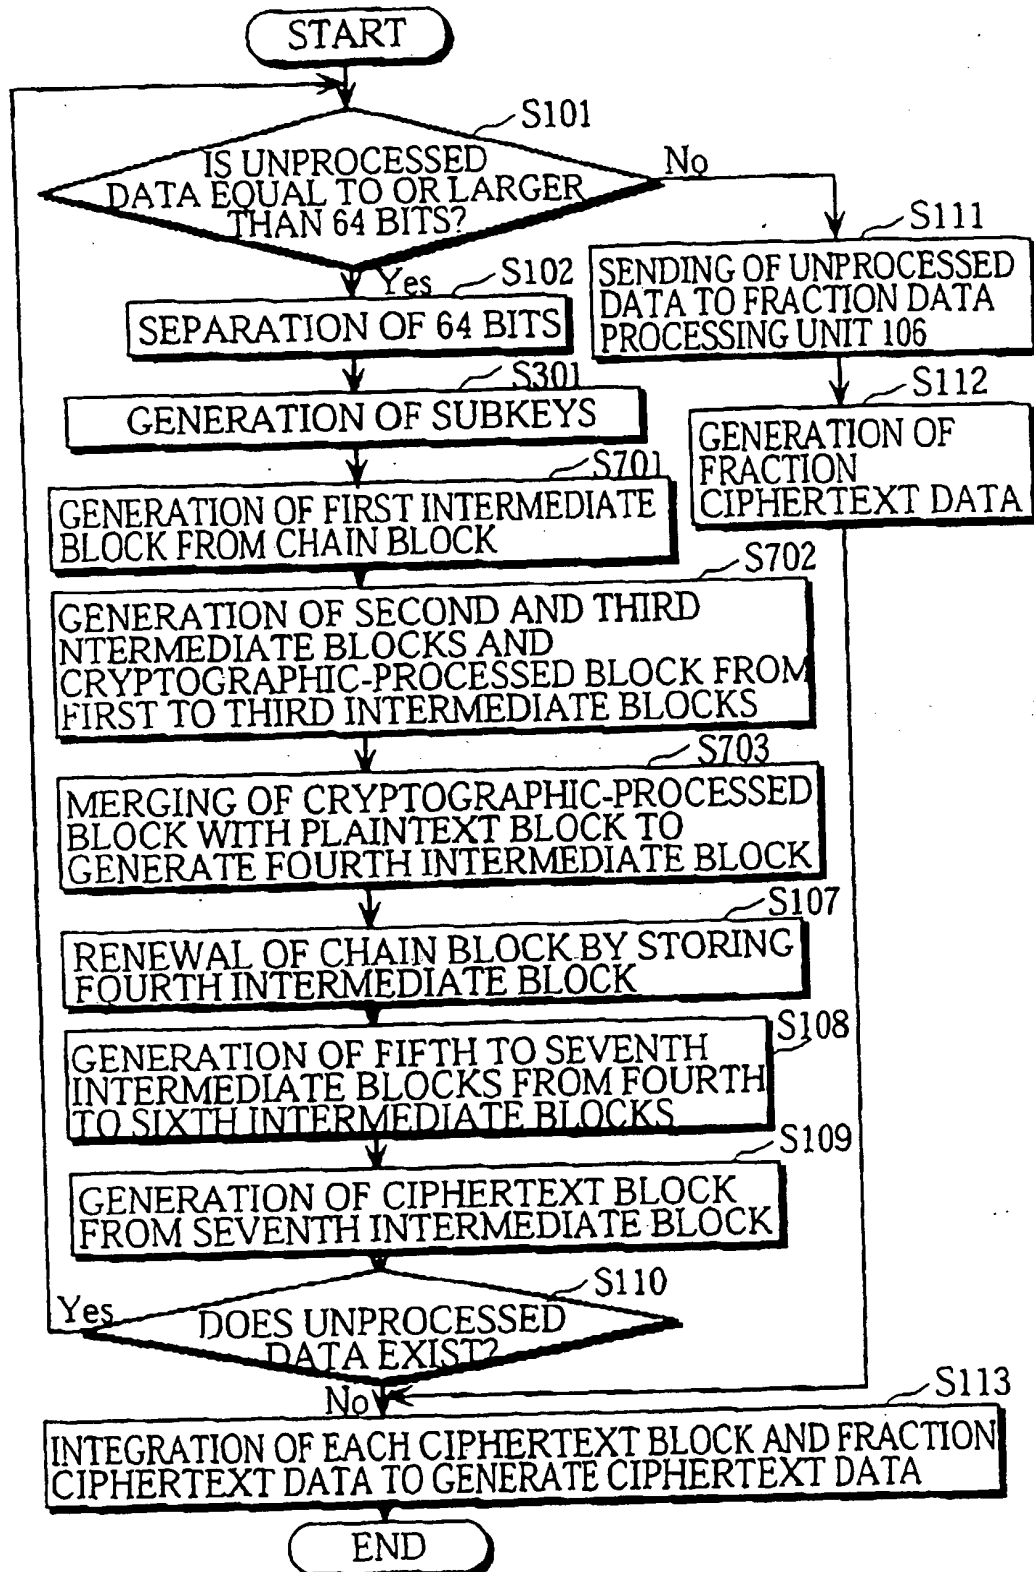 START
S101
IS UNPROCESSED
DATA EQUAL TO OR LARGER
THAN 64 BITS?
No
Yes
S111
SENDING OF UNPROCESSED
DATA TO FRACTION DATA
PROCESSING UNIT 106
S112
GENERATION OF
FRACTION
CIPHERTEXT DATA
S102
SEPARATION OF 64 BITS
S301
GENERATION OF SUBKEYS
S701
GENERATION OF FIRST INTERMEDIATE
BLOCK FROM CHAIN BLOCK
S702
GENERATION OF SECOND AND THIRD
NTERMEDIATE BLOCKS AND
CRYPTOGRAPHIC-PROCESSED BLOCK FROM
FIRST TO THIRD INTERMEDIATE BLOCKS
S703
MERGING OF CRYPTOGRAPHIC-PROCESSED
BLOCK WITH PLAINTEXT BLOCK TO
GENERATE FOURTH INTERMEDIATE BLOCK
S107
RENEWAL OF CHAIN BLOCK BY STORING
FOURTH INTERMEDIATE BLOCK
S108
GENERATION OF FIFTH TO SEVENTH
INTERMEDIATE BLOCKS FROM FOURTH
TO SIXTH INTERMEDIATE BLOCKS
S109
GENERATION OF CIPHERTEXT BLOCK
FROM SEVENTH INTERMEDIATE BLOCK
S110
Yes
DOES UNPROCESSED
DATA EXIST?
No
S113
INTEGRATION OF EACH CIPHERTEXT BLOCK AND FRACTION
CIPHERTEXT DATA TO GENERATE CIPHERTEXT DATA
END